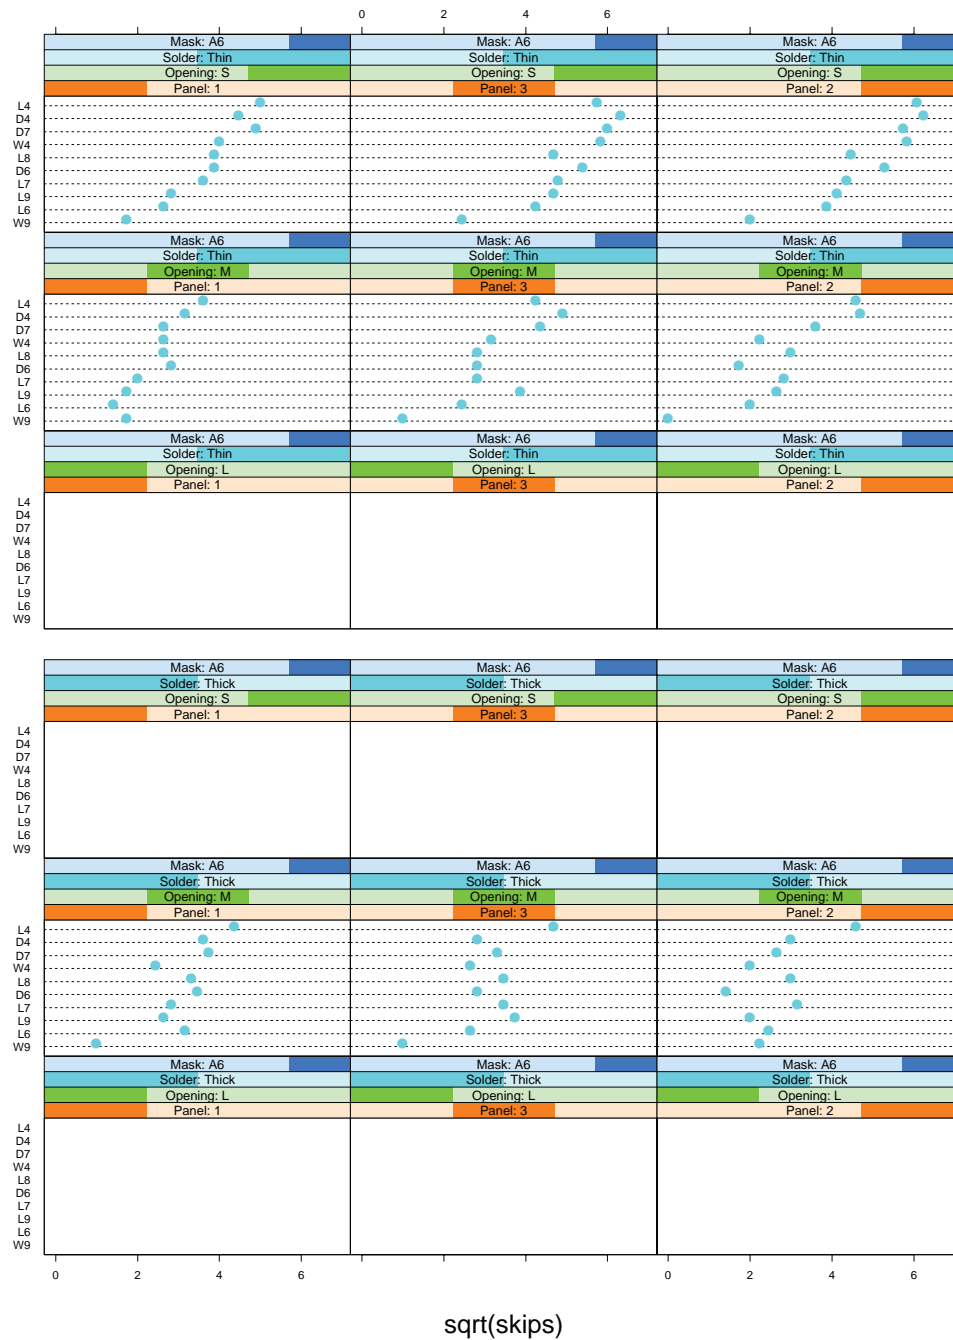 0 2 4 6
Mask: A6 Mask: A6 Mask: A6
Solder: Thin Solder: Thin Solder: Thin
Opening: S Opening: S Opening: S
Panel: 1 Panel: 3 Panel: 2
L4
D4
D7
W4
L8
D6
L7
L9
L6
W9
Mask: A6 Mask: A6 Mask: A6
Solder: Thin Solder: Thin Solder: Thin
Opening: M Opening: M Opening: M
Panel: 1 Panel: 3 Panel: 2
L4
D4
D7
W4
L8
D6
L7
L9
L6
W9
Mask: A6 Mask: A6 Mask: A6
Solder: Thin Solder: Thin Solder: Thin
Opening: L Opening: L Opening: L
Panel: 1 Panel: 3 Panel: 2
L4
D4
D7
W4
L8
D6
L7
L9
L6
W9
Mask: A6 Mask: A6 Mask: A6
Solder: Thick Solder: Thick Solder: Thick
Opening: S Opening: S Opening: S
Panel: 1 Panel: 3 Panel: 2
L4
D4
D7
W4
L8
D6
L7
L9
L6
W9
Mask: A6 Mask: A6 Mask: A6
Solder: Thick Solder: Thick Solder: Thick
Opening: M Opening: M Opening: M
Panel: 1 Panel: 3 Panel: 2
L4
D4
D7
W4
L8
D6
L7
L9
L6
W9
Mask: A6 Mask: A6 Mask: A6
Solder: Thick Solder: Thick Solder: Thick
Opening: L Opening: L Opening: L
Panel: 1 Panel: 3 Panel: 2
L4
D4
D7
W4
L8
D6
L7
L9
L6
W9
0 2 4 6 0 2 4 6
sqrt(skips)